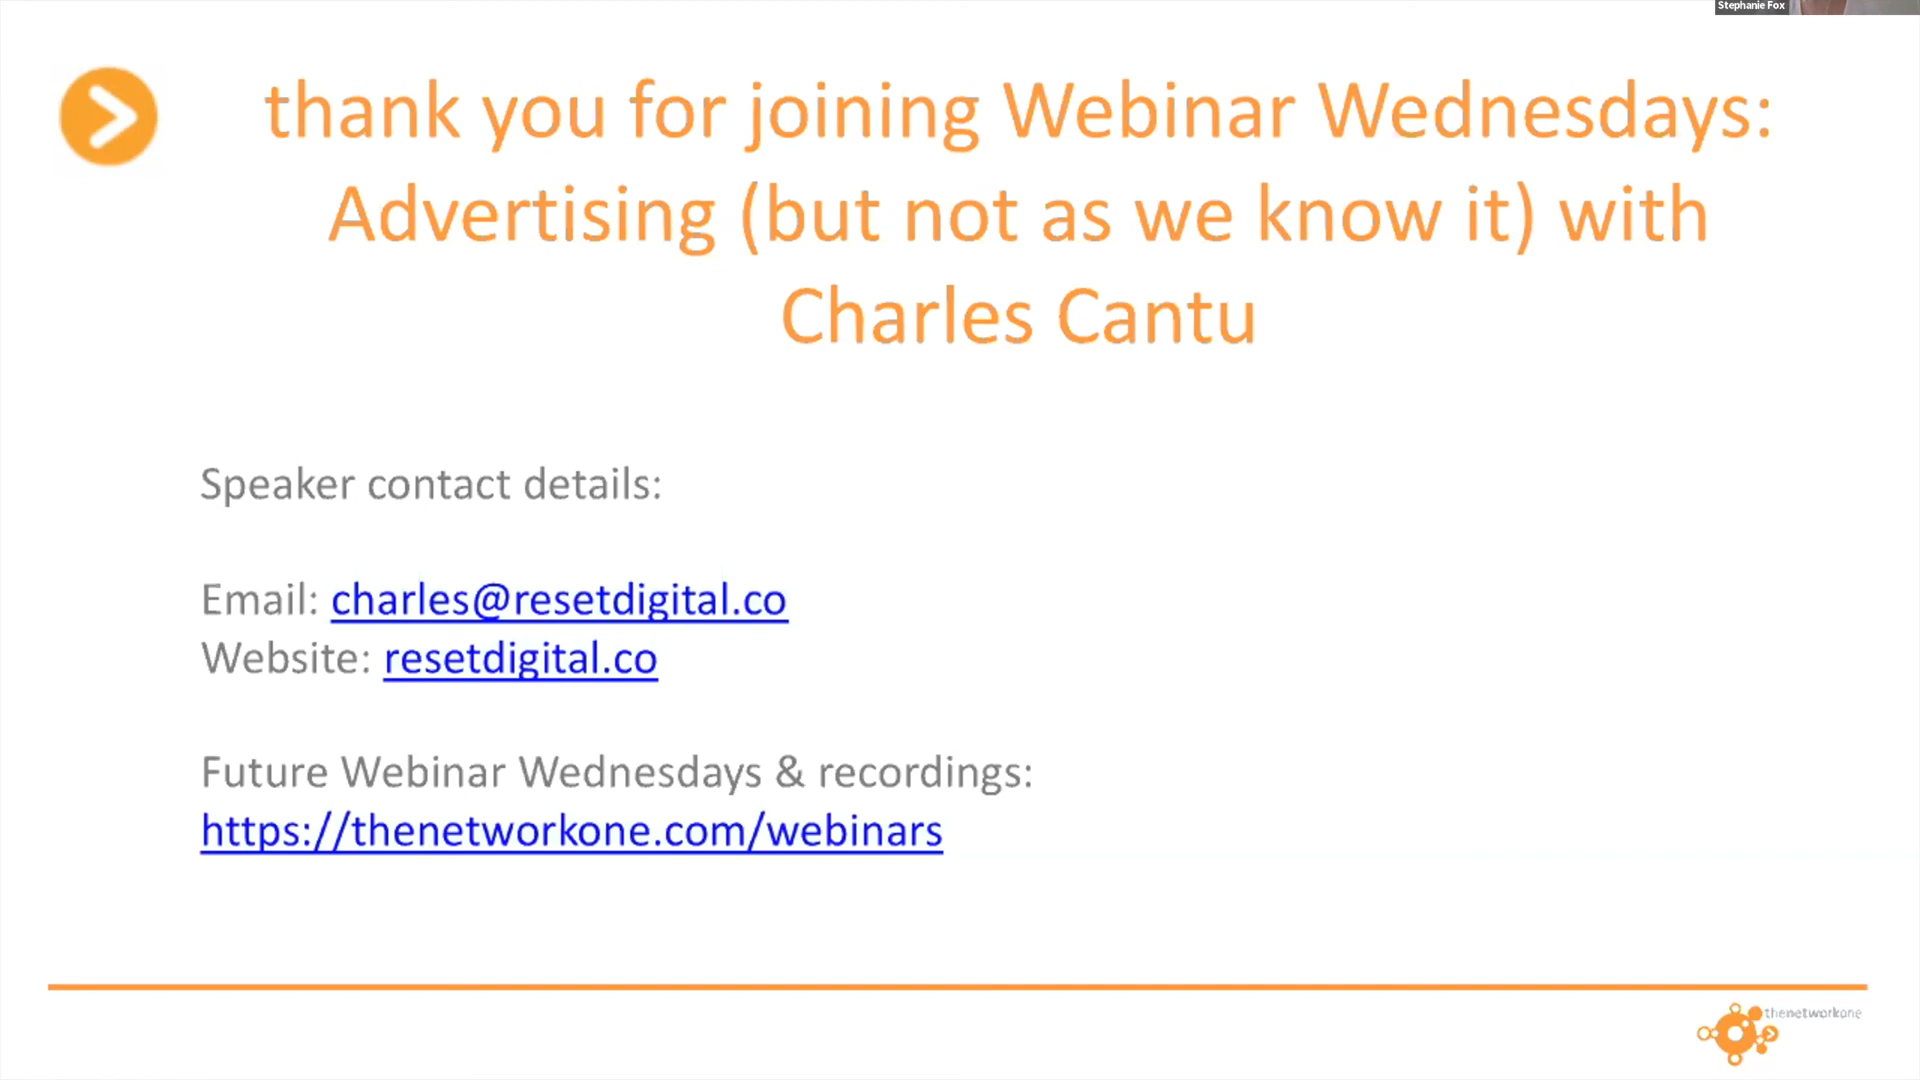 Stephanie Fox
thank you for joining Webinar Wednesdays:
Advertising (but not as we know it) with
Charles Cantu
Speaker contact details:
Email: charles@resetdigital.co
Website: resetdigital.co
Future Webinar Wednesdays & recordings:
https://thenetworkone.com/webinars
thenetworkone